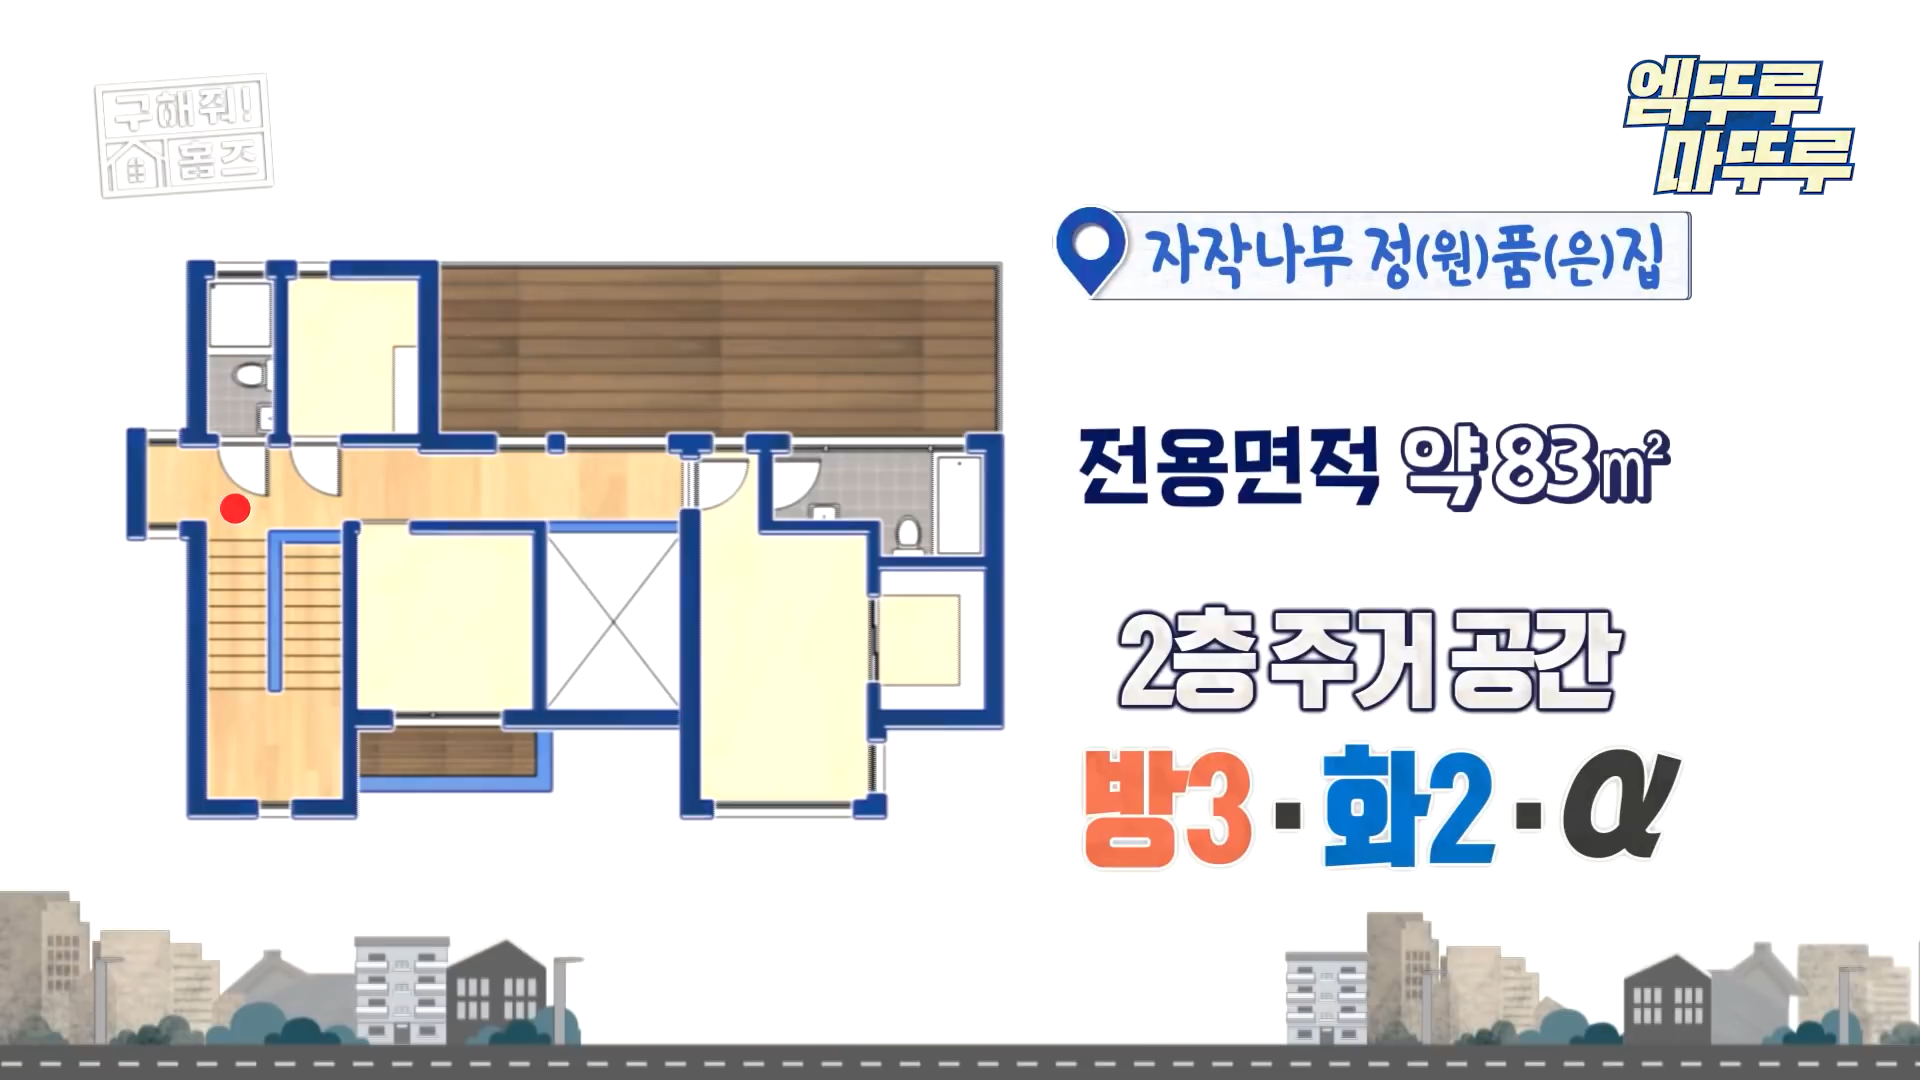 구해줘!
홈즈
엠뚜루
마뚜루
자작나무 정(원)품(은)집
전용면적 약 83m²
2층 주거 공간
방3·화2·α